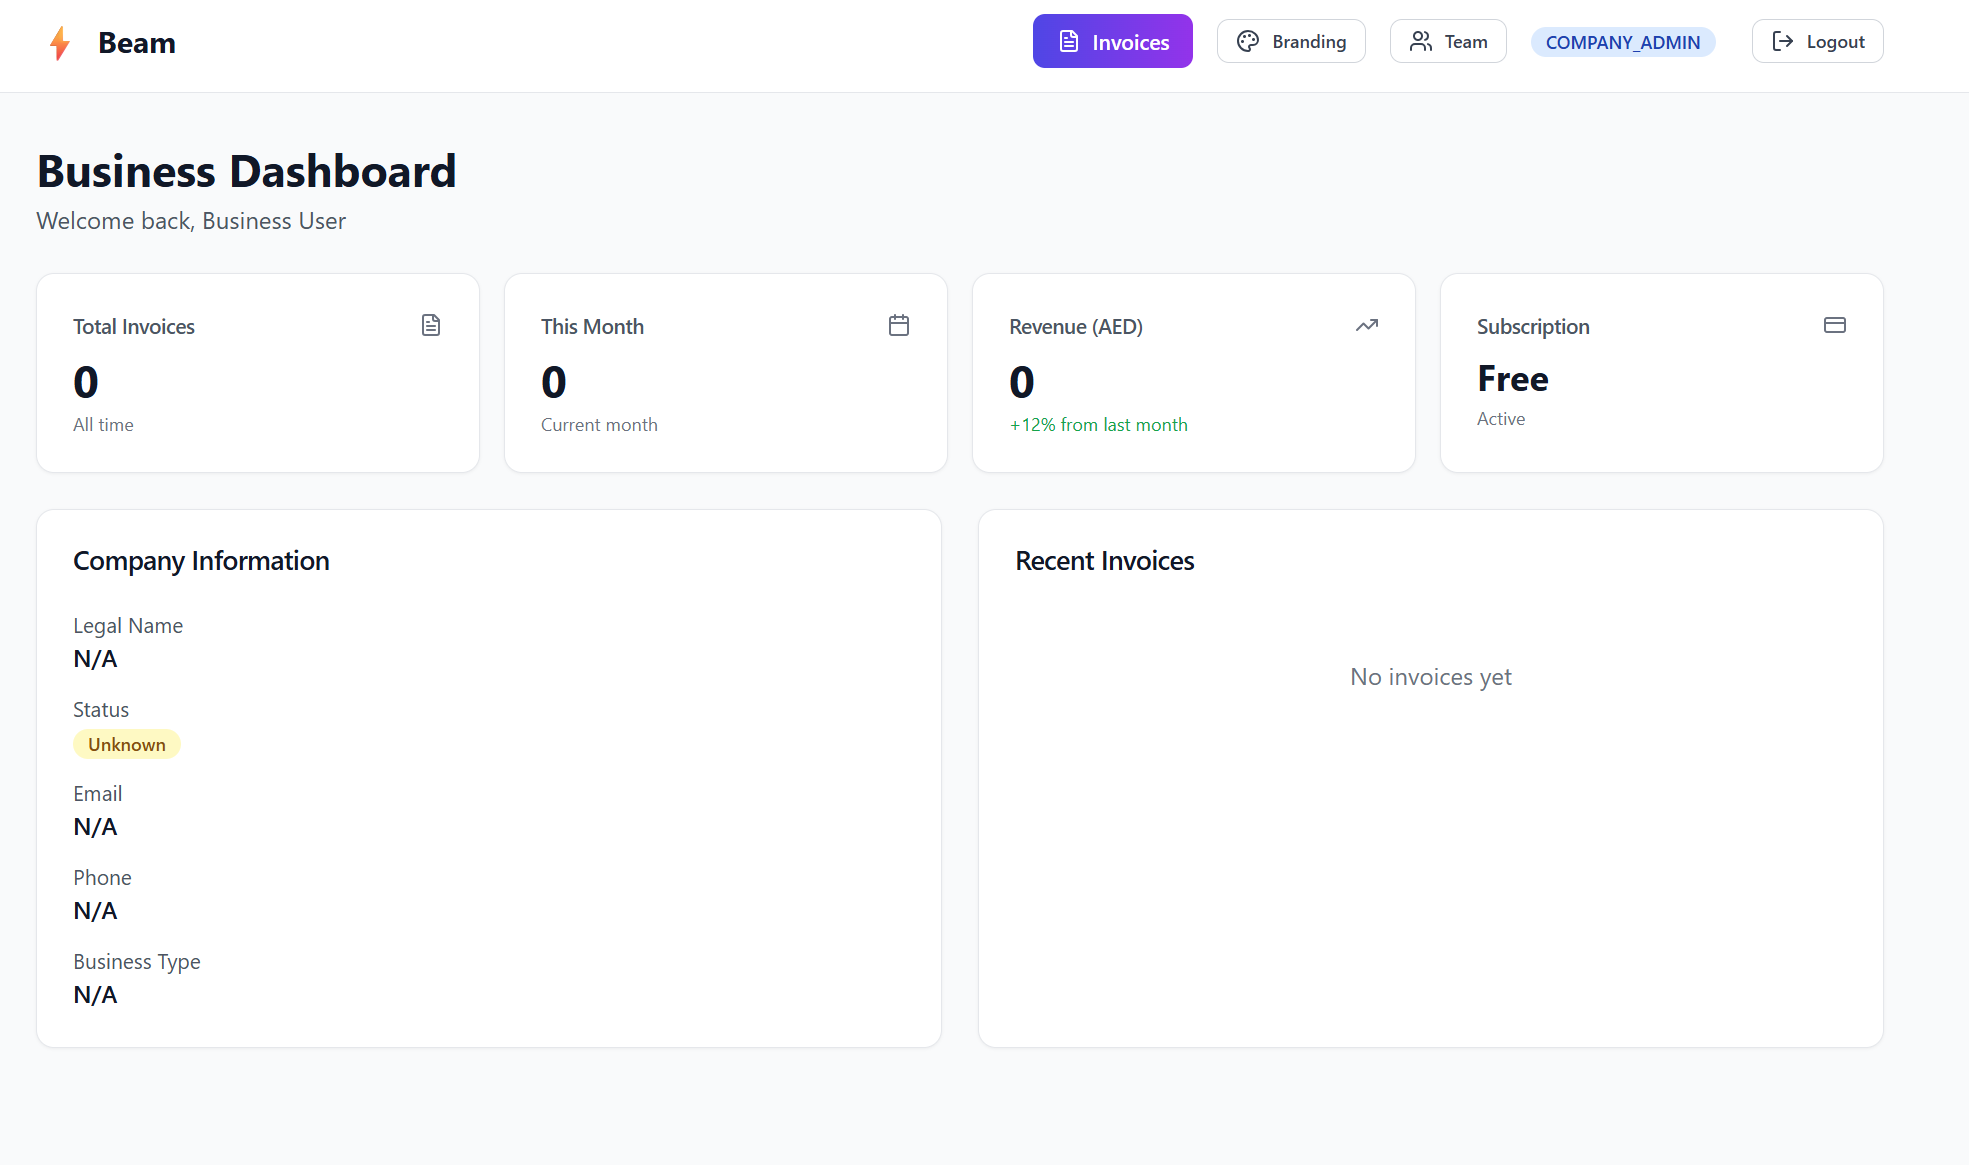 Beam
Invoices
Branding
Team
COMPANY_ADMIN
Logout
Business Dashboard
Welcome back, Business User
Total Invoices
0
All time
This Month
0
Current month
Revenue (AED)
0
+12% from last month
Subscription
Free
Active
Company Information
Legal Name
N/A
Status
Unknown
Email
N/A
Phone
N/A
Business Type
N/A
Recent Invoices
No invoices yet